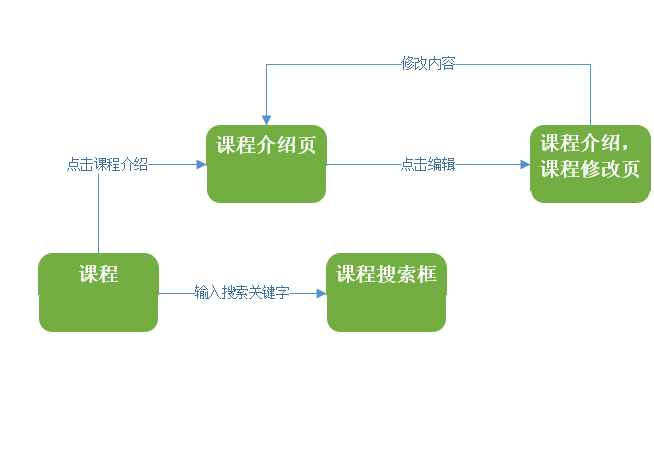 修改内容
课程介绍页
课程介绍，
课程修改页
点击课程介绍
点击编辑
课程
课程搜索框
输入搜索关键字